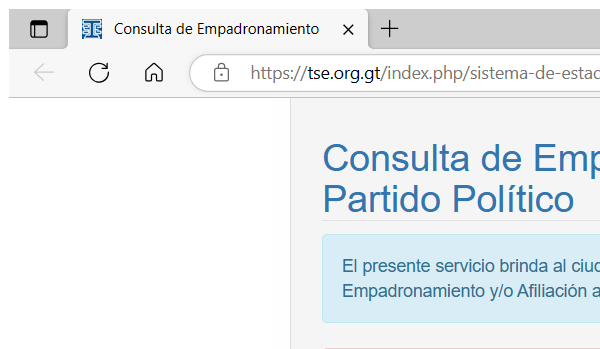 Consulta de Empadronamiento
https://tse.org.gt/index.php/sistema-de-estad
Consulta de Emp
Partido Político
El presente servicio brinda al ciud
Empadronamiento y/o Afiliación a